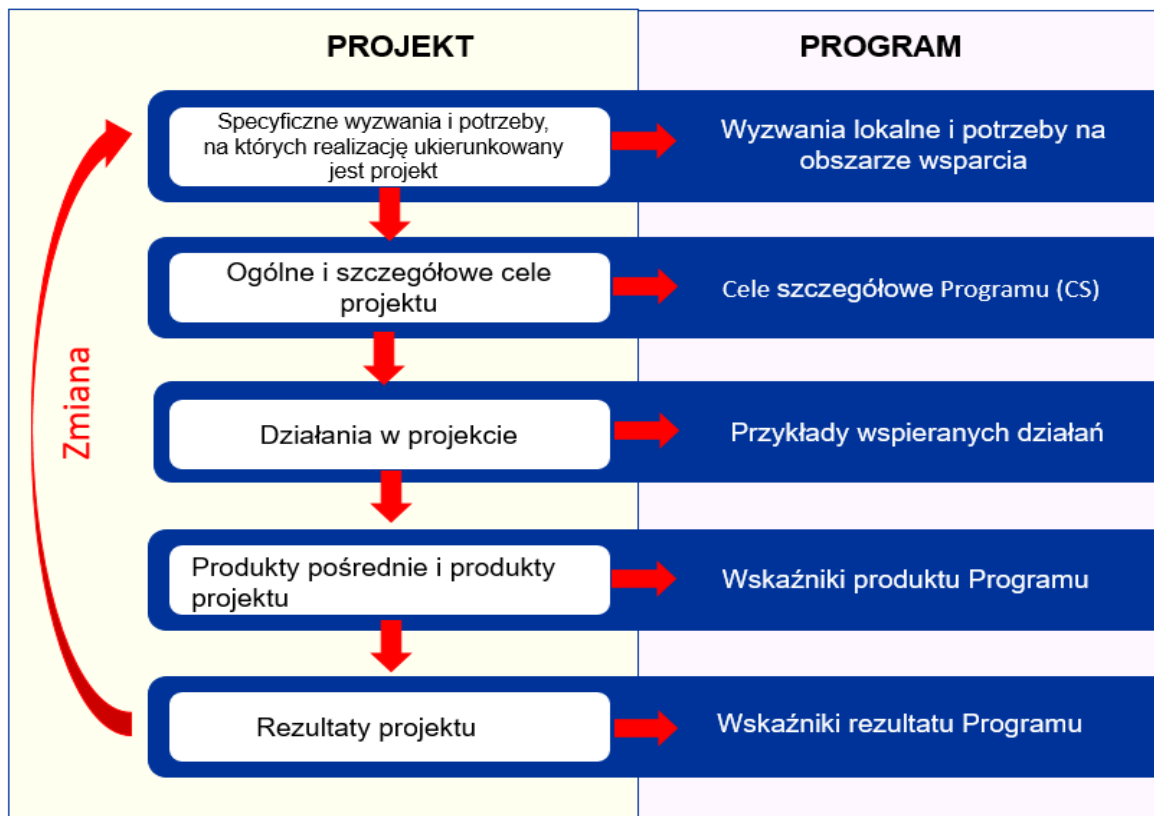 PROJEKT
PROGRAM
Specyficzne wyzwania i potrzeby,
na których realizację ukierunkowany
jest projekt
Wyzwania lokalne i potrzeby na
obszarze wsparcia
Ogólne i szczegółowe cele
projektu
Cele szczegółowe Programu (CS)
Działania w projekcie
Przykłady wspieranych działań
Produkty pośrednie i produkty
projektu
Wskaźniki produktu Programu
Rezultaty projektu
Wskaźniki rezultatu Programu
Zmiana